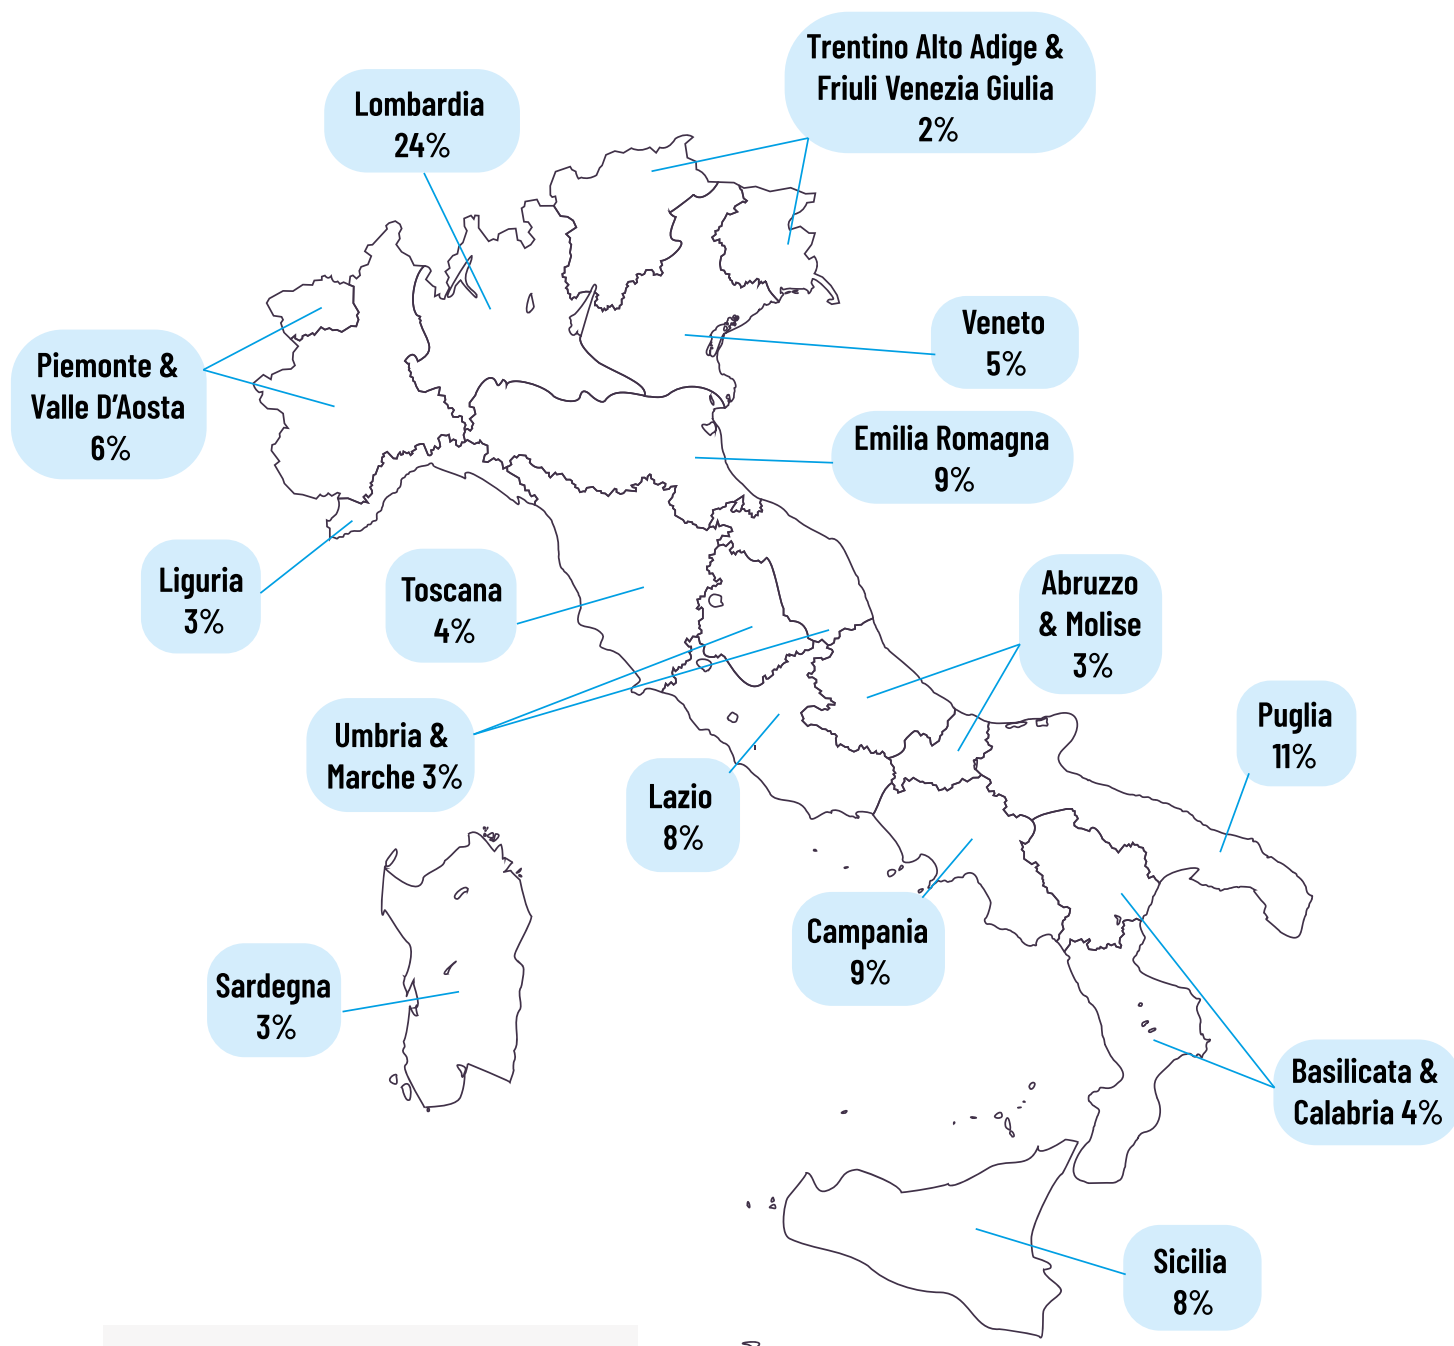 Trentino Alto Adige &
Friuli Venezia Giulia
2%
Lombardia
24%
Veneto
5%
Piemonte &
Valle D’Aosta
6%
Emilia Romagna
9%
Liguria
3%
Toscana
4%
Abruzzo
& Molise
3%
Umbria &
Marche 3%
Puglia
11%
Lazio
8%
Campania
9%
Sardegna
3%
Basilicata &
Calabria 4%
Sicilia
8%